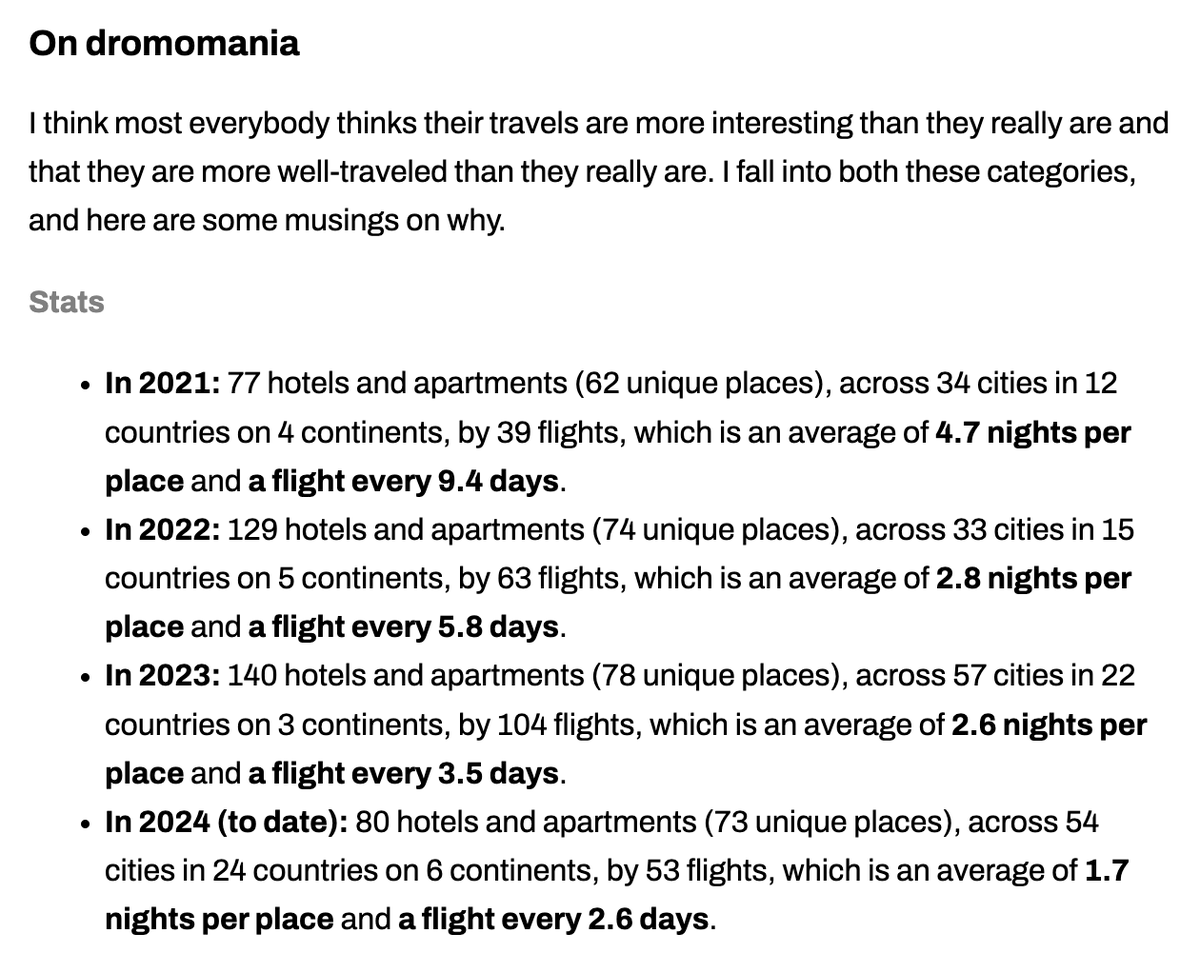 On dromomania
I think most everybody thinks their travels are more interesting than they really are and
that they are more well-traveled than they really are. I fall into both these categories,
and here are some musings on why.
Stats
• In 2021: 77 hotels and apartments (62 unique places), across 34 cities in 12
countries on 4 continents, by 39 flights, which is an average of 4.7 nights per
place and a flight every 9.4 days.
• In 2022: 129 hotels and apartments (74 unique places), across 33 cities in 15
countries on 5 continents, by 63 flights, which is an average of 2.8 nights per
place and a flight every 5.8 days.
• In 2023: 140 hotels and apartments (78 unique places), across 57 cities in 22
countries on 3 continents, by 104 flights, which is an average of 2.6 nights per
place and a flight every 3.5 days.
• In 2024 (to date): 80 hotels and apartments (73 unique places), across 54
cities in 24 countries on 6 continents, by 53 flights, which is an average of 1.7
nights per place and a flight every 2.6 days.